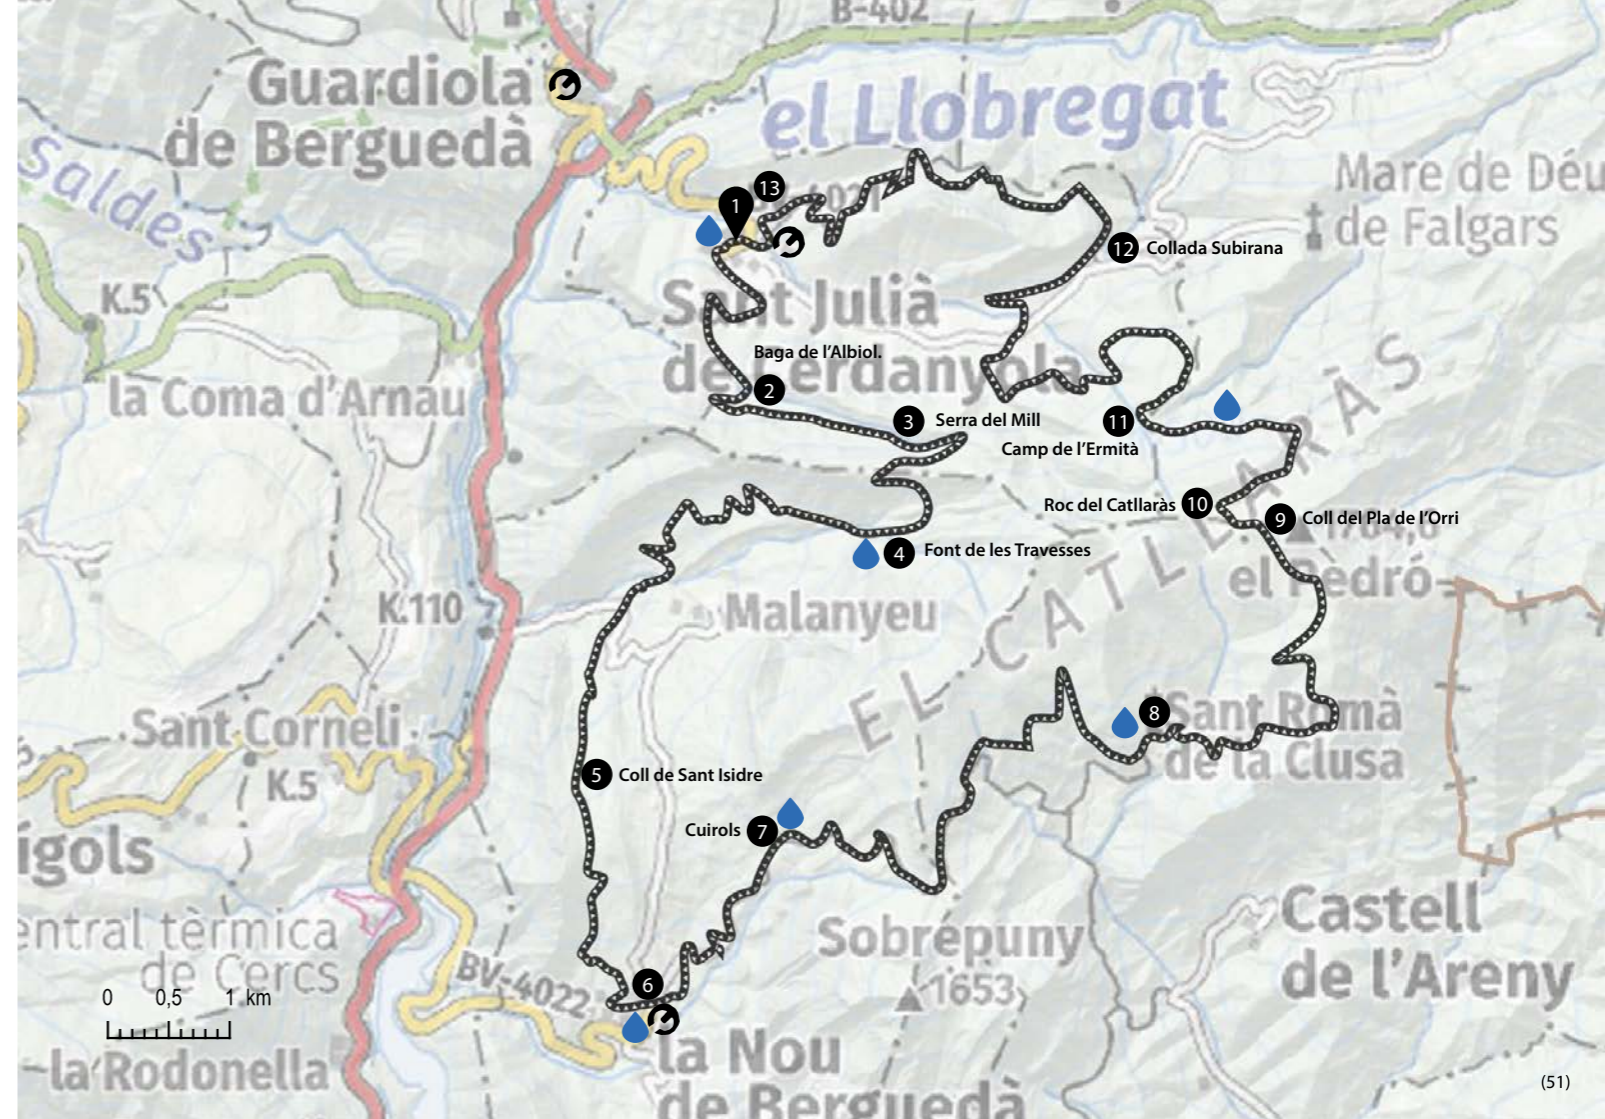 B-402
Guardiola
de Berguedà
el Llobregat
Saldes
Mare de Déu
de Falgars
13
1
12 Collada Subirana
K.5
Sant Julià
de Cerdanyola
Baga de l'Albiol.
2
la Coma d'Arnau
3 Serra del Mill
11
Camp de l'Ermità
Roc del Catllaràs 10
9 Coll del Pla de l'Orri
el Pedró
4 Font de les Travesses
EL CATLLARÀS
K.110
Malanyeu
Sant Corneli
K.5
8
Sant Romà
de la Clusa
5 Coll de Sant Isidre
Cuirols 7
ígols
entral tèrmica
de Cercs
Sobrepuny
1653
Castell
de l'Areny
BV-4022
6
0 0,5 1 km
la Rodonella
la Nou
de Berguedà
(51)